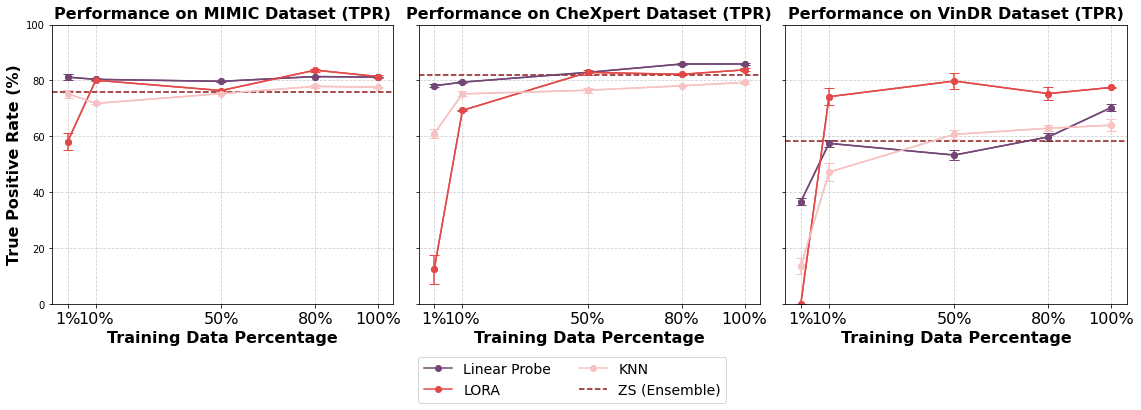 Performance on MIMIC Dataset (TPR)
Performance on CheXpert Dataset (TPR)
Performance on VinDR Dataset (TPR)
True Positive Rate (%)
100
80
60
40
20
0
1% 10% 50% 80% 100%
1% 10% 50% 80% 100%
1% 10% 50% 80% 100%
Training Data Percentage
Training Data Percentage
Training Data Percentage
Linear Probe
LORA
KNN
ZS (Ensemble)